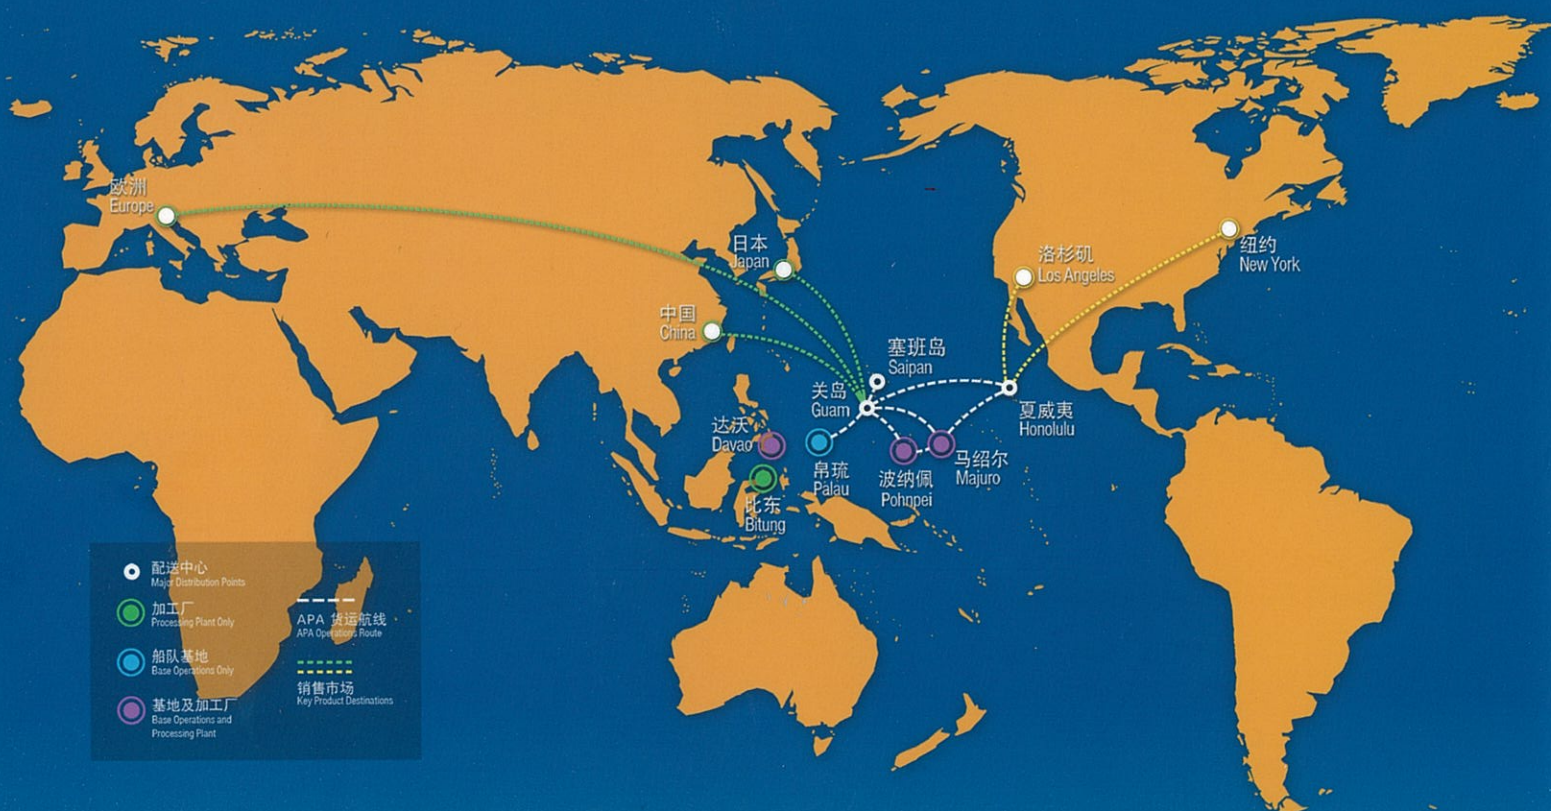 欧洲
Europe
日本
Japan
中国
China
洛杉矶
Los Angeles
纽约
New York
塞班岛
Saipan
关岛
Guam
夏威夷
Honolulu
达沃
Davao
帛琉
Palau
波纳佩
Pohnpei
马绍尔
Majuro
比东
Bitung
配送中心
Major Distribution Points
加工厂
Processing Plant Only
船队基地
Base Operations Only
基地及加工厂
Base Operations and
Processing Plant
APA 货运航线
APA Operations Route
销售市场
Key Product Destinations